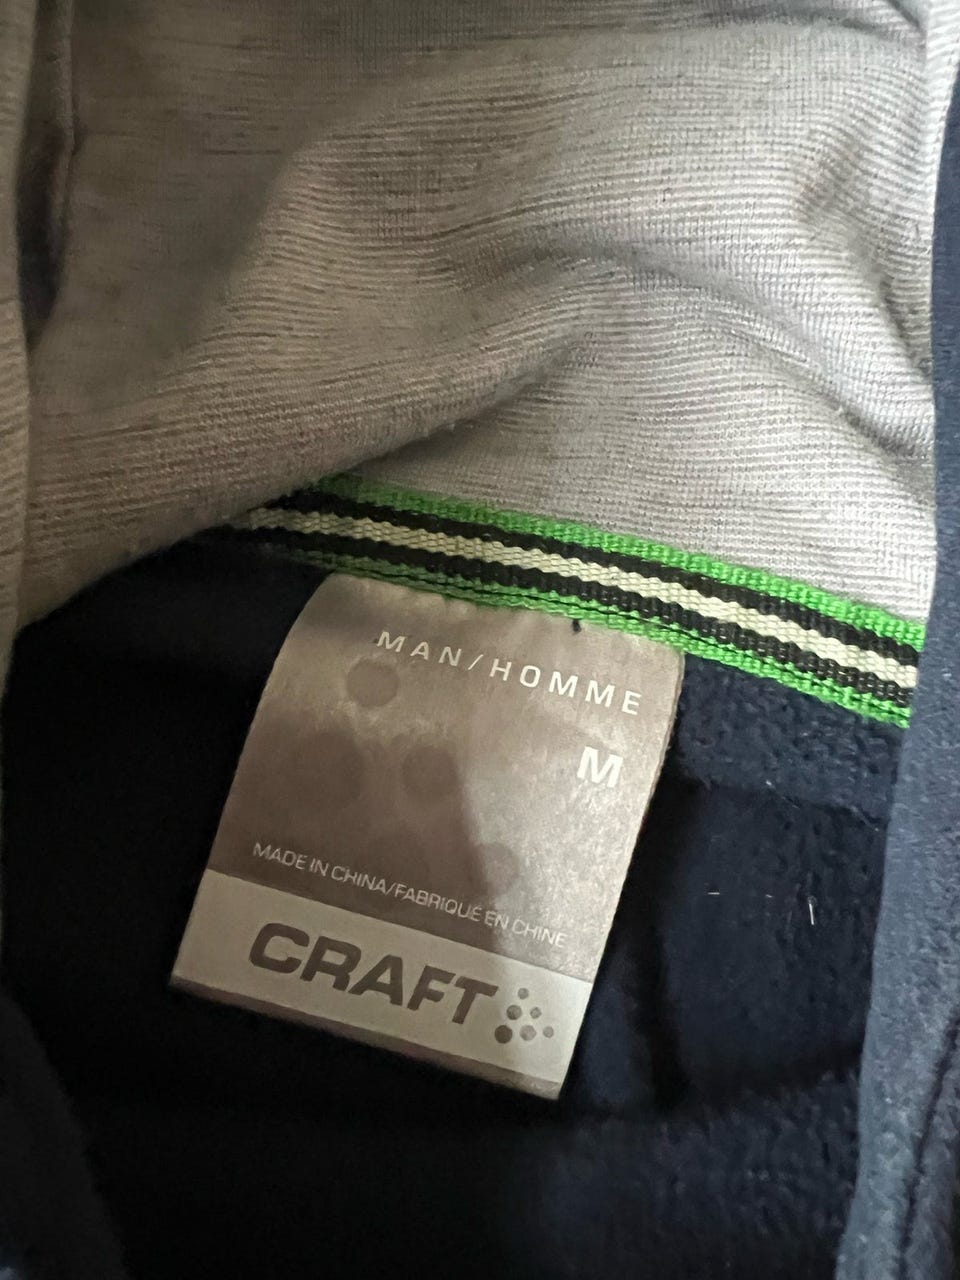 MAN/HOMME
M
MADE IN CHINA/FABRIQUÉ EN CHINE
CRAFT